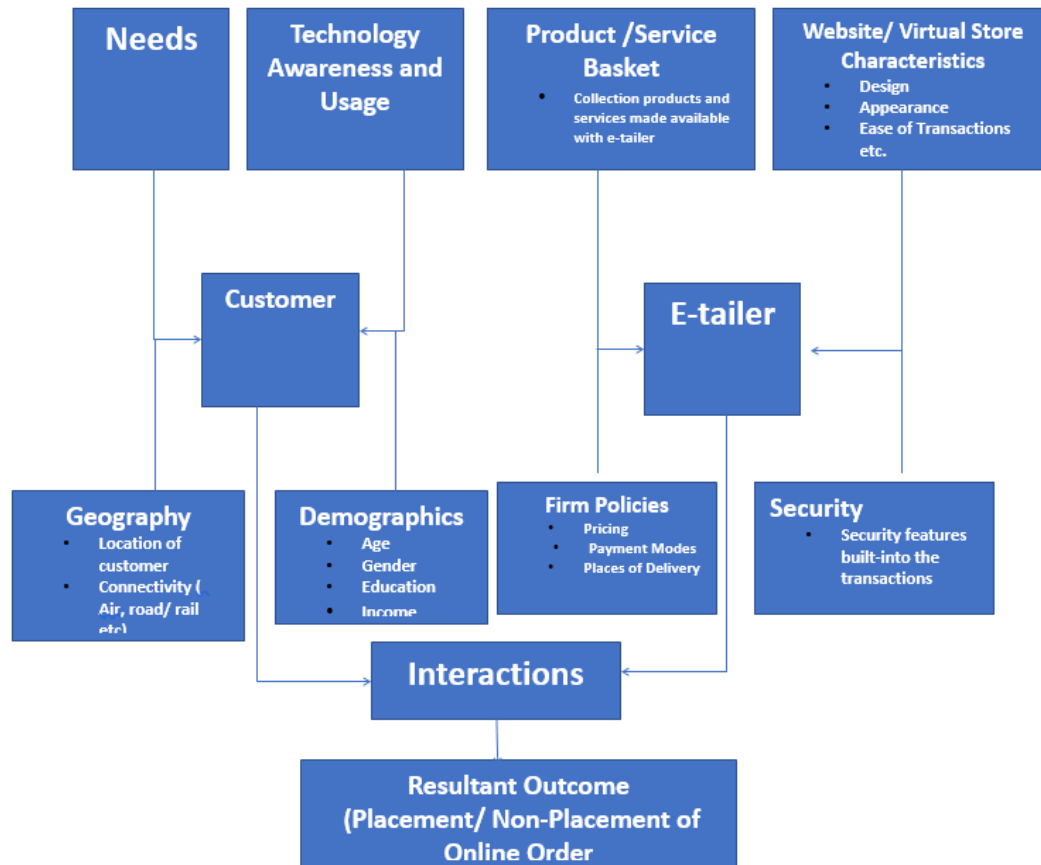 Needs
Technology
Awareness and
Usage
Product /Service
Basket
• Collection products and
services made available
with e-tailer
Website/ Virtual Store
Characteristics
• Design
• Appearance
• Ease of Transactions
etc.
Customer
E-tailer
Geography
• Location of
customer
• Connectivity (
Air, road/ rail
etc)
Demographics
• Age
• Gender
• Education
• Income
Firm Policies
• Pricing
• Payment Modes
• Places of Delivery
Security
• Security features
built-into the
transactions
Interactions
Resultant Outcome
(Placement/ Non-Placement of
Online Order